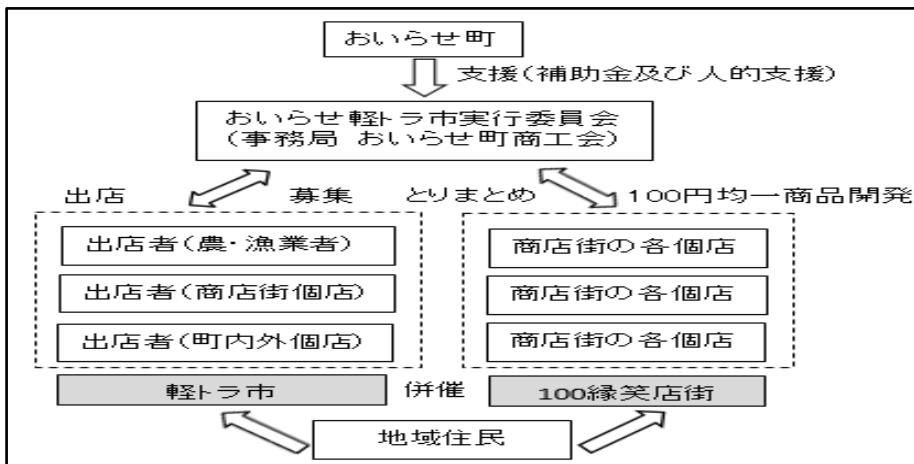 おいらせ町
支援(補助金及び人的支援)
おいらせ軽トラ市実行委員会
(事務局 おいらせ町商工会)
出店 募集 とりまとめ 100円均一商品開発
出店者(農・漁業者)
出店者(商店街個店)
出店者(町内外個店)
商店街の各個店
商店街の各個店
商店街の各個店
軽トラ市 併催 100縁笑店街
地域住民